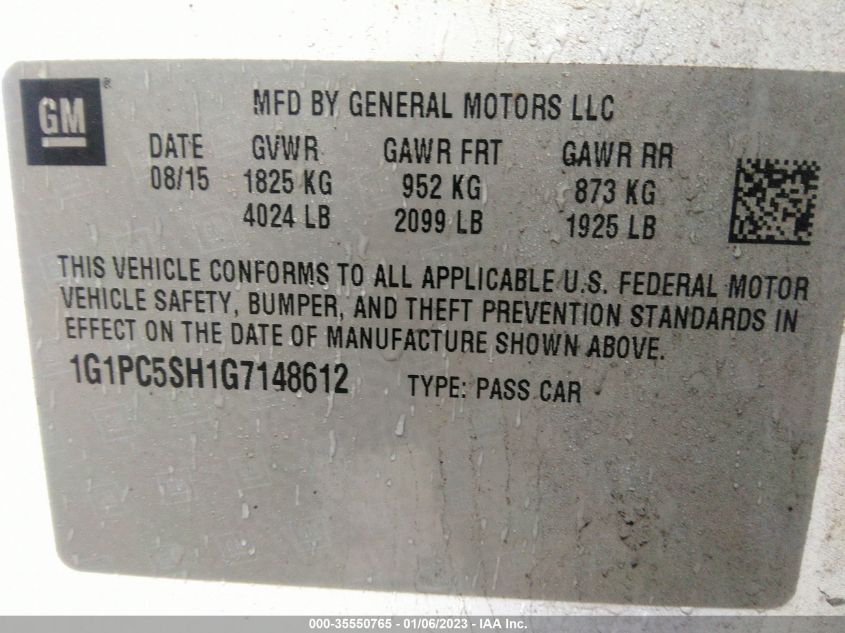 GM ®
MFD BY GENERAL MOTORS LLC
DATE GVWR GAWR FRT GAWR RR
08/15 1825 KG 952 KG 873 KG
4024 LB 2099 LB 1925 LB
THIS VEHICLE CONFORMS TO ALL APPLICABLE U.S. FEDERAL MOTOR
VEHICLE SAFETY, BUMPER, AND THEFT PREVENTION STANDARDS IN
EFFECT ON THE DATE OF MANUFACTURE SHOWN ABOVE.
1G1PC5SH1G7148612 TYPE: PASS CAR
000-35550765 - 01/06/2023 - IAA Inc.